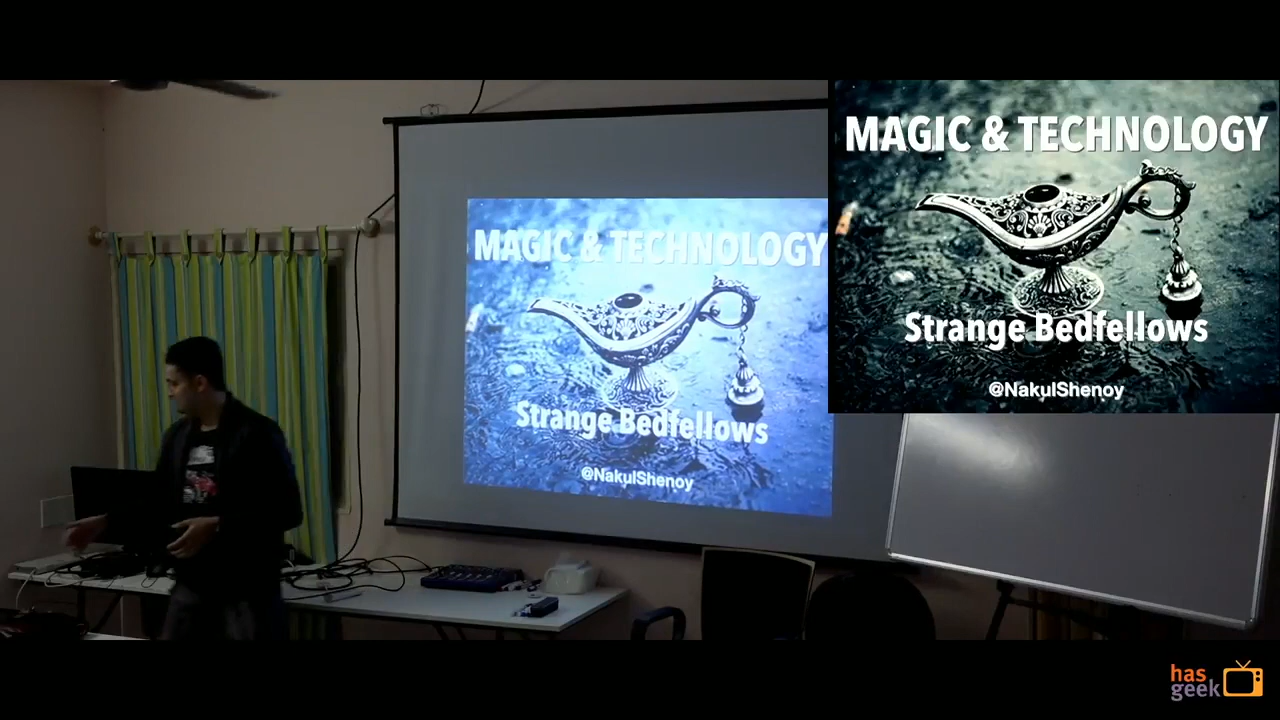 MAGIC & TECHNOLOGY
Strange Bedfellows
@NakulShenoy
MAGIC & TECHNOLOGY
Strange Bedfellows
@NakulShenoy
has
geek